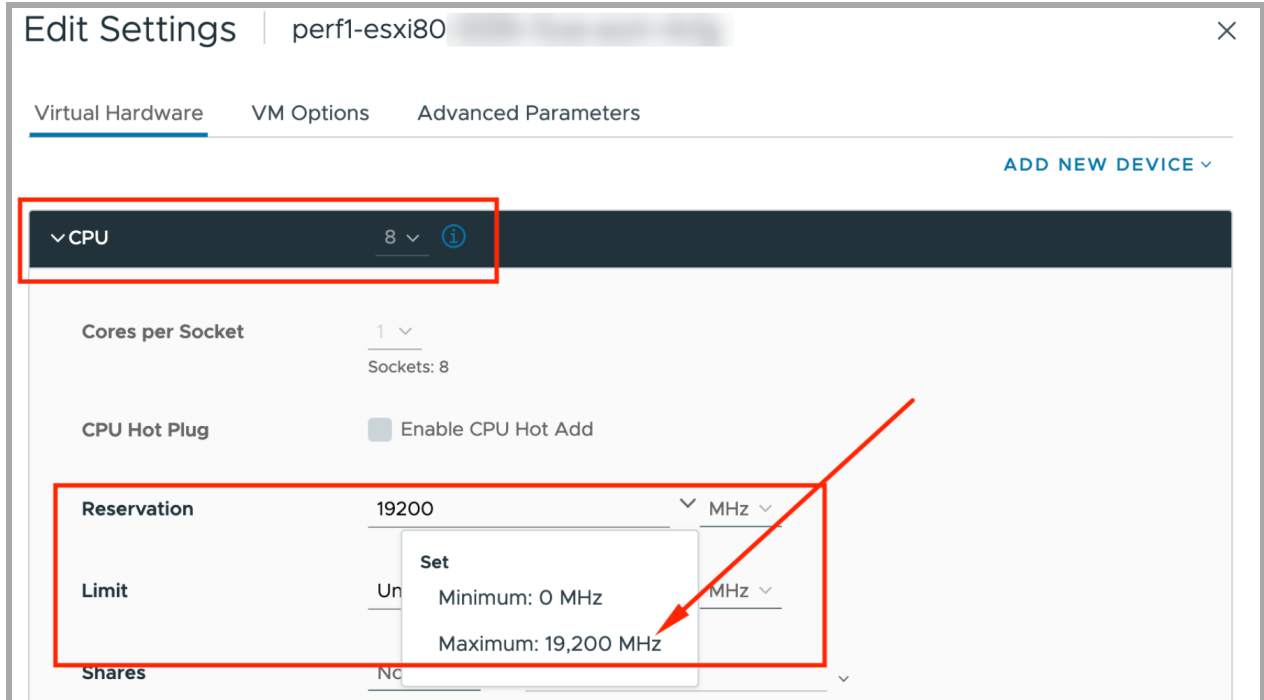 Edit Settings perf1-esxi80
Virtual Hardware VM Options Advanced Parameters
ADD NEW DEVICE
CPU 8
Cores per Socket 1
Sockets: 8
CPU Hot Plug Enable CPU Hot Add
Reservation 19200 MHz
Set
Limit Un MHz
Minimum: 0 MHz
Maximum: 19,200 MHz
Shares No